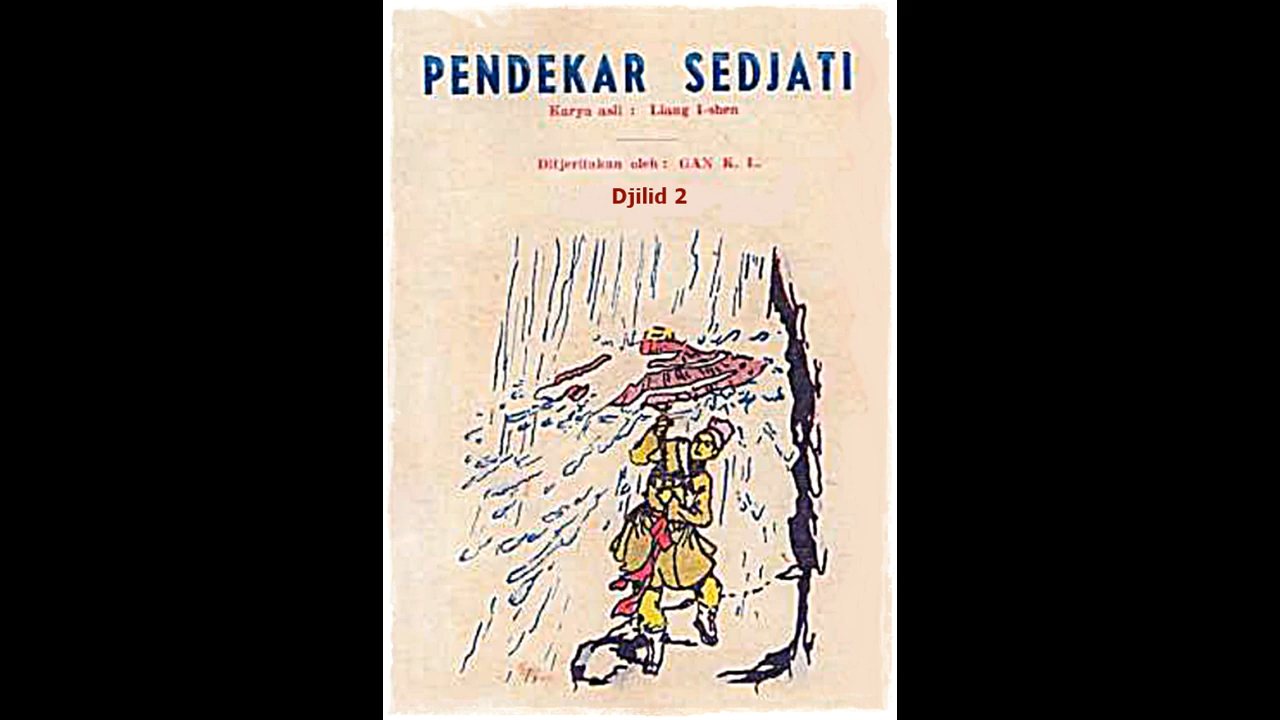 PENDEKAR SEDJATI
Karya asli : Liang I-shen
Ditjeritakan oleh : GAN K. L.
Djilid 2